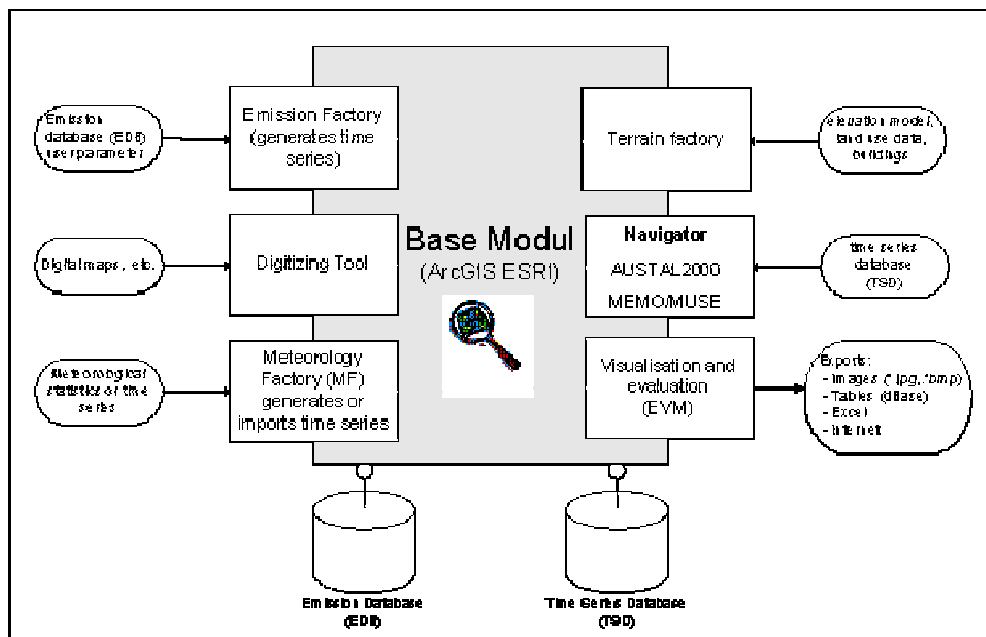 Emission
database (EDB)
user parameter
Emission Factory
(generates time
series)
Terrain factory
elevation model,
land use data,
buildings
Digital maps, etc.
Digitizing Tool
Base Modul
(ArcGIS ESRI)
Navigator
AUSTAL2000
MEMO/MUSE
time series
database
(TSD)
Meteorological
statistics or time
series
Meteorology
Factory (MF)
generates or
imports time series
Visualisation and
evaluation
(EVM)
Exports:
- Images (*.jpg, *bmp)
- Tables (dBase)
- Excel
- Internet
Emission Database
(EDB)
Time Series Database
(TSD)